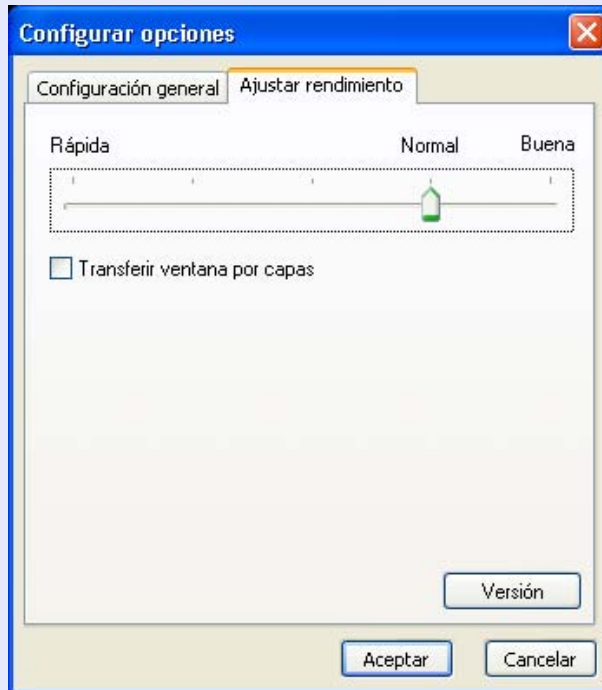 Configurar opciones
Configuración general Ajustar rendimiento
Rápida Normal Buena
Transferir ventana por capas
Versión
Aceptar Cancelar